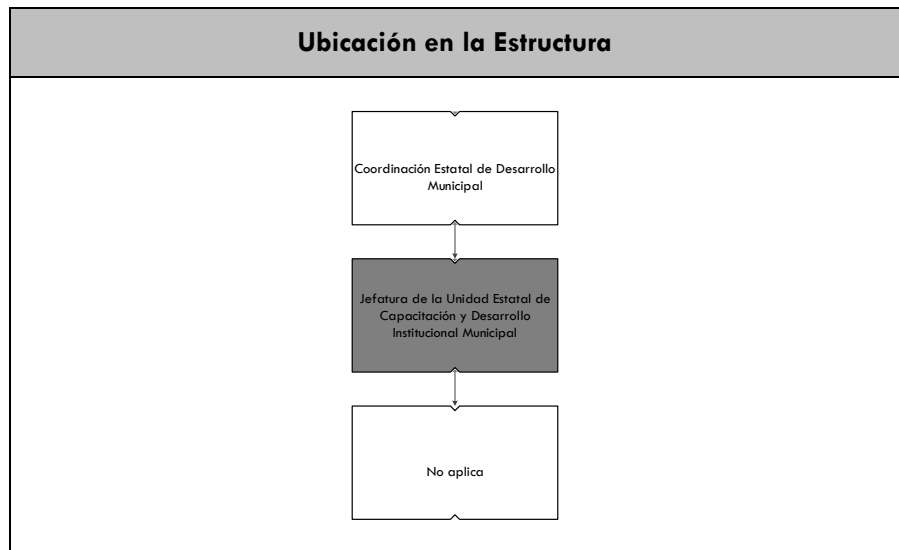 Ubicación en la Estructura
Coordinación Estatal de Desarrollo
Municipal
Jefatura de la Unidad Estatal de
Capacitación y Desarrollo
Institucional Municipal
No aplica